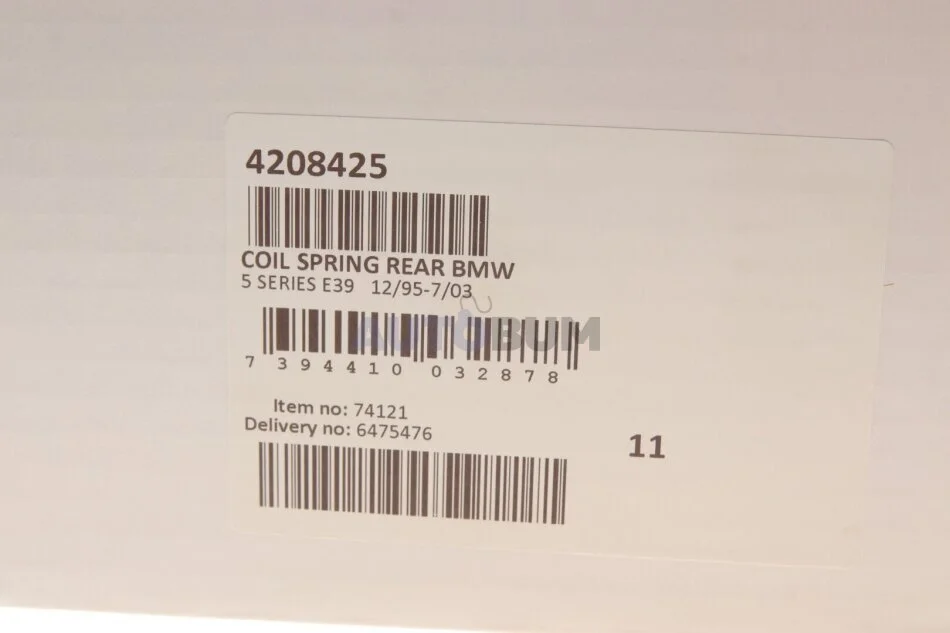 4208425
COIL SPRING REAR BMW
5 SERIES E39 12/95-7/03
AUTOBUM
7 394410 032878
Item no: 74121
Delivery no: 6475476
11